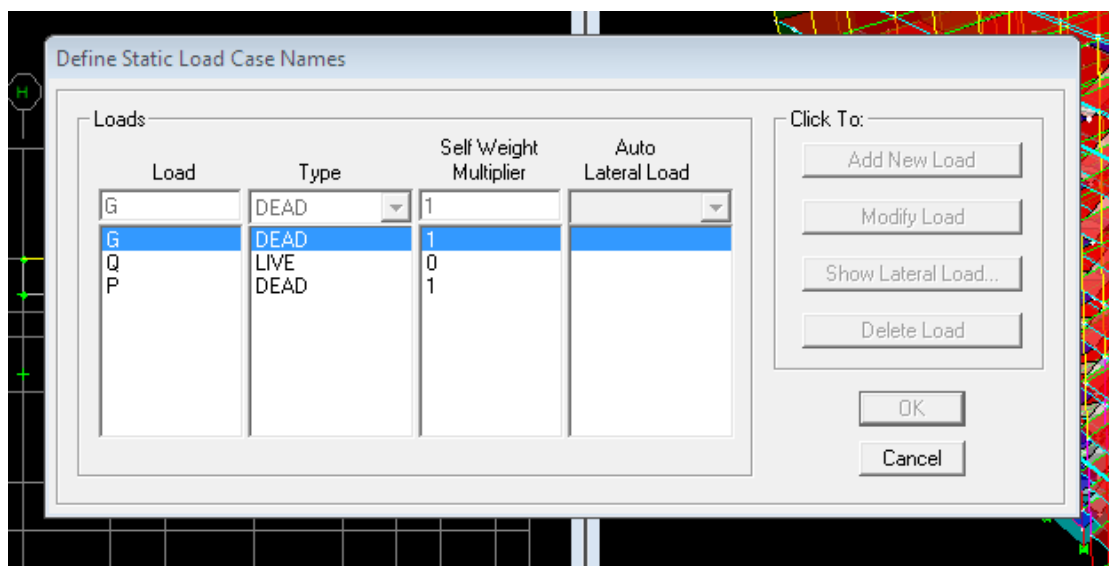 Define Static Load Case Names
H
Loads
Click To:
Load Type Self Weight Multiplier Auto Lateral Load
G DEAD 1
G DEAD 1
Q LIVE 0
P DEAD 1
Add New Load
Modify Load
Show Lateral Load...
Delete Load
OK
Cancel